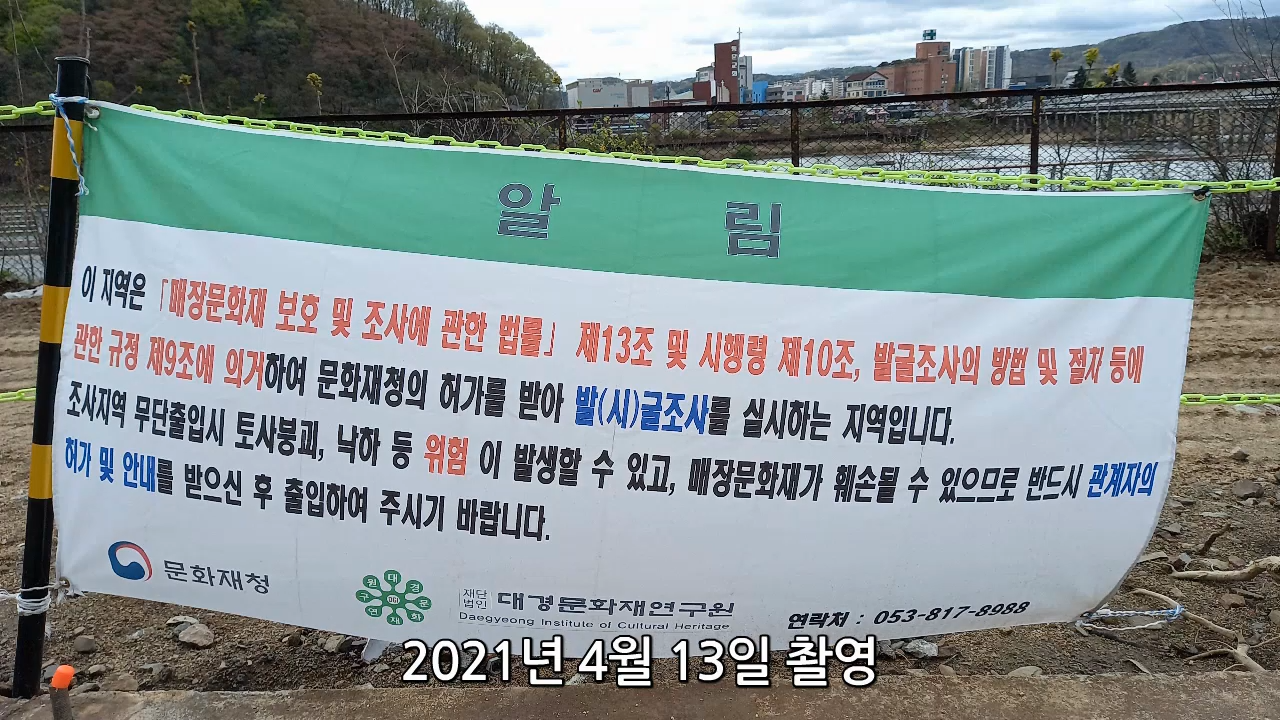 알 림
이 지역은 「매장문화재 보호 및 조사에 관한 법률」 제13조 및 시행령 제10조, 발굴조사의 방법 및 절차 등에
관한 규정 제9조에 의거하여 문화재청의 허가를 받아 발(시)굴조사를 실시하는 지역입니다.
조사지역 무단출입시 토사붕괴, 낙하 등 위험 이 발생할 수 있고, 매장문화재가 훼손될 수 있으므로 반드시 관계자의
허가 및 안내를 받으신 후 출입하여 주시기 바랍니다.
문화재청
대경문화재연구원
재단법인 대경문화재연구원
Daegyeong Institute of Cultural Heritage
연락처 : 053-817-8988
2021년 4월 13일 촬영